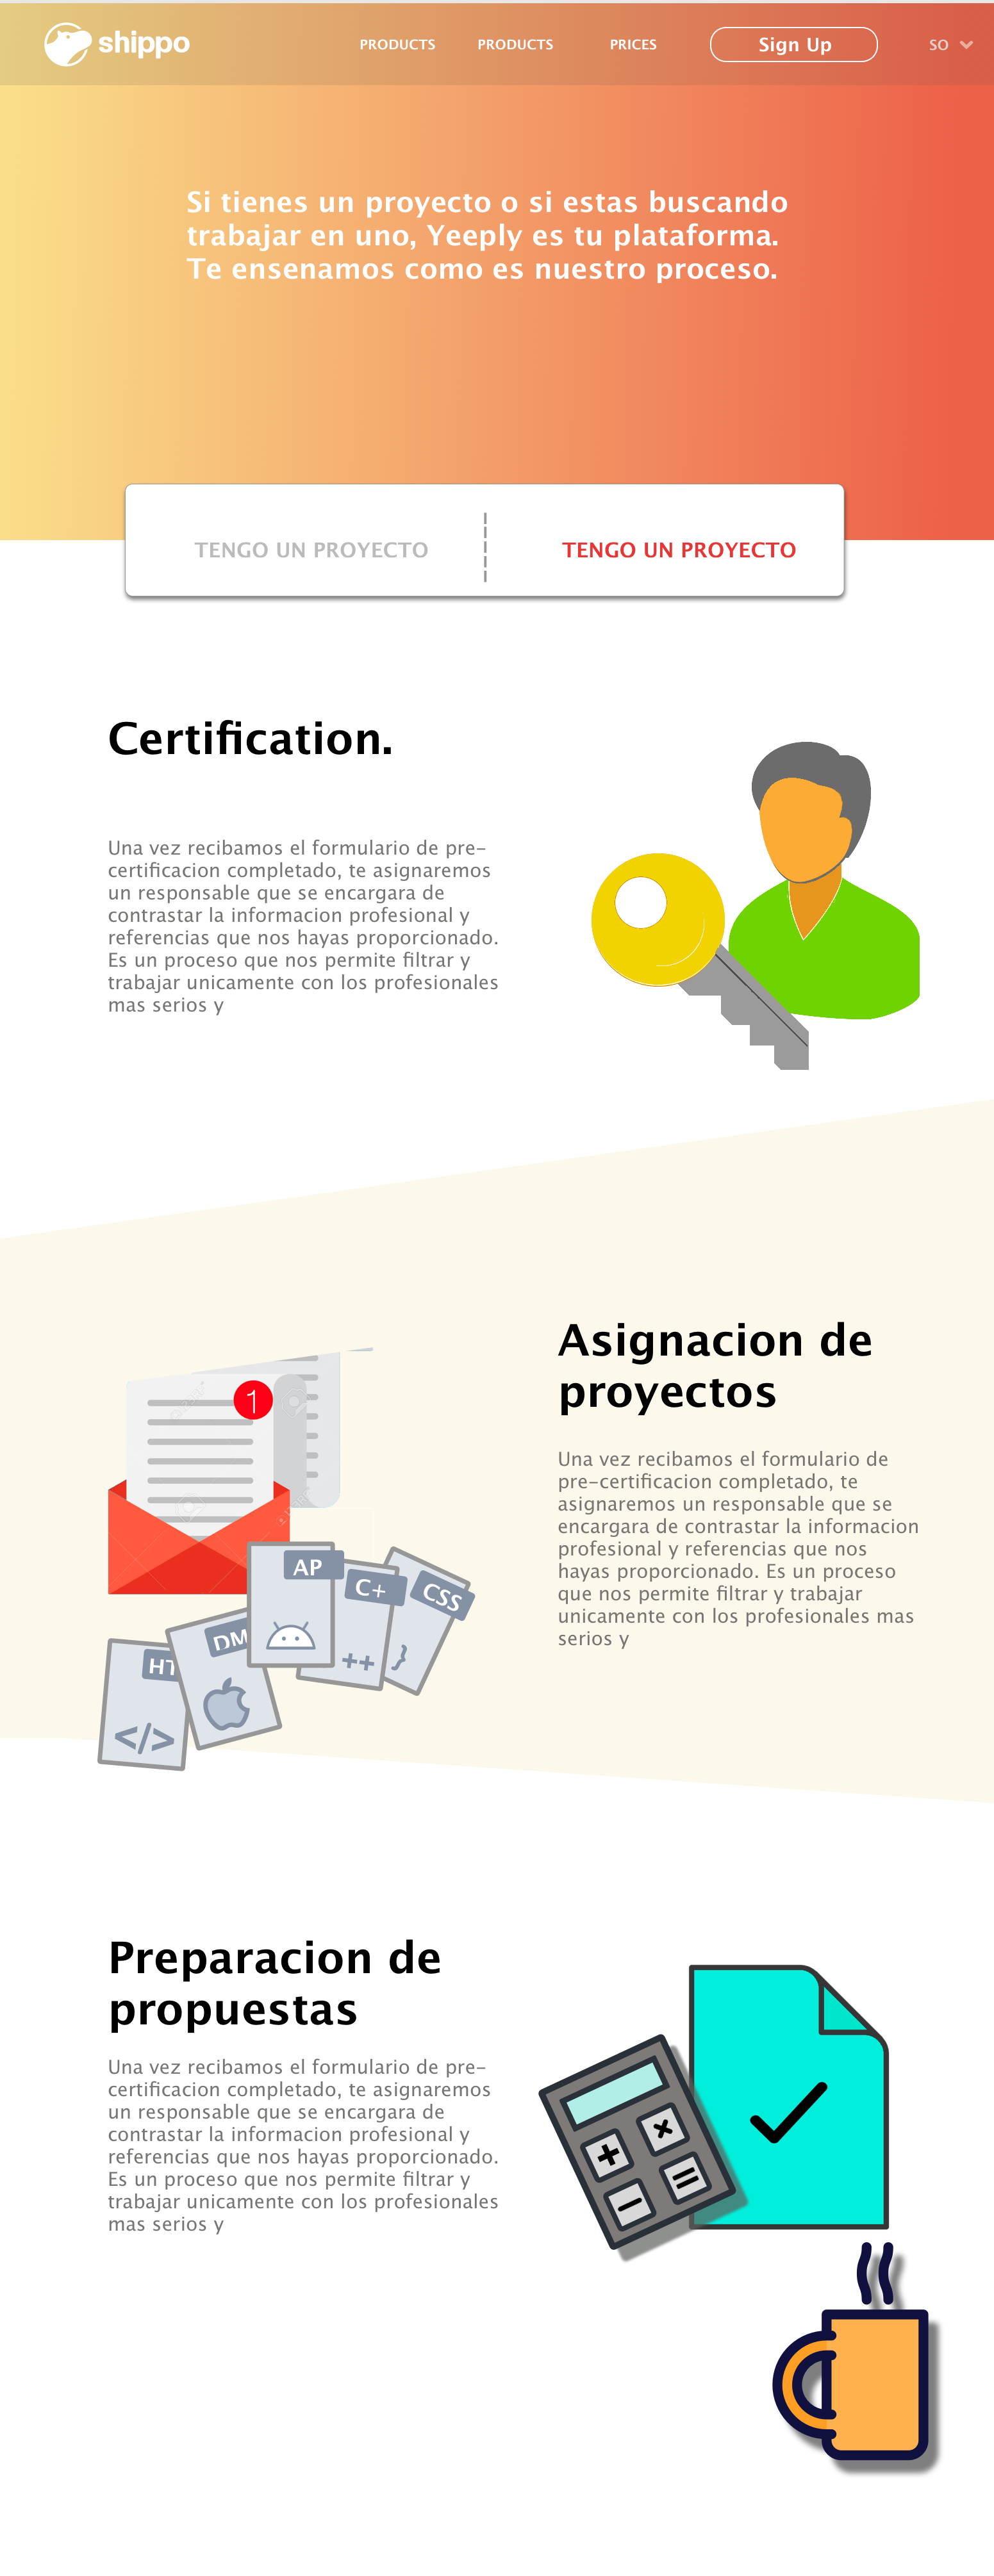 shippo
PRODUCTS
PRODUCTS
PRICES
Sign Up
SO
Si tienes un proyecto o si estas buscando
trabajar en uno, Yeeply es tu plataforma.
Te ensenamos como es nuestro proceso.
TENGO UN PROYECTO
TENGO UN PROYECTO
Certification.
Una vez recibamos el formulario de pre-
certificacion completado, te asignaremos
un responsable que se encargara de
contrastar la informacion profesional y
referencias que nos hayas proporcionado.
Es un proceso que nos permite filtrar y
trabajar unicamente con los profesionales
mas serios y
Asignacion de
proyectos
Una vez recibamos el formulario de
pre-certificacion completado, te
asignaremos un responsable que se
encargara de contrastar la informacion
profesional y referencias que nos
hayas proporcionado. Es un proceso
que nos permite filtrar y trabajar
unicamente con los profesionales mas
serios y
1
AP
C+
CSS
++
}
DM
HT
</>
Preparacion de
propuestas
Una vez recibamos el formulario de pre-
certificacion completado, te asignaremos
un responsable que se encargara de
contrastar la informacion profesional y
referencias que nos hayas proporcionado.
Es un proceso que nos permite filtrar y
trabajar unicamente con los profesionales
mas serios y